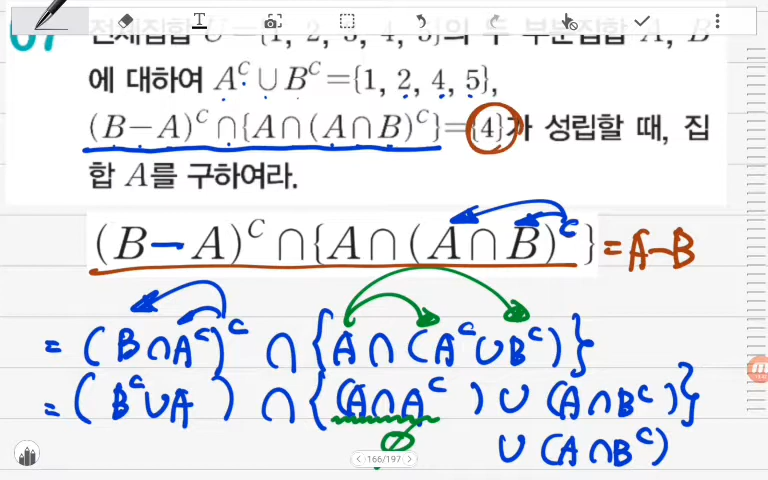 전체집합 U={1, 2, 3, 4, 5}의 두 부분집합 A, B
에 대하여 A^C ∪ B^C={1, 2, 4, 5},
(B−A)^C ∩{A∩(A∩B)^C}={4}가 성립할 때, 집
합 A를 구하여라.
(B−A)^C ∩{A∩(A∩B)^C} = A−B
= (B∩A^C)^C ∩ {A∩(A^C∪B^C)}
= (B^C∪A) ∩ {(A∩A^C) ∪ (A∩B^C)}
∅ ∪ (A∩B^C)
166/197